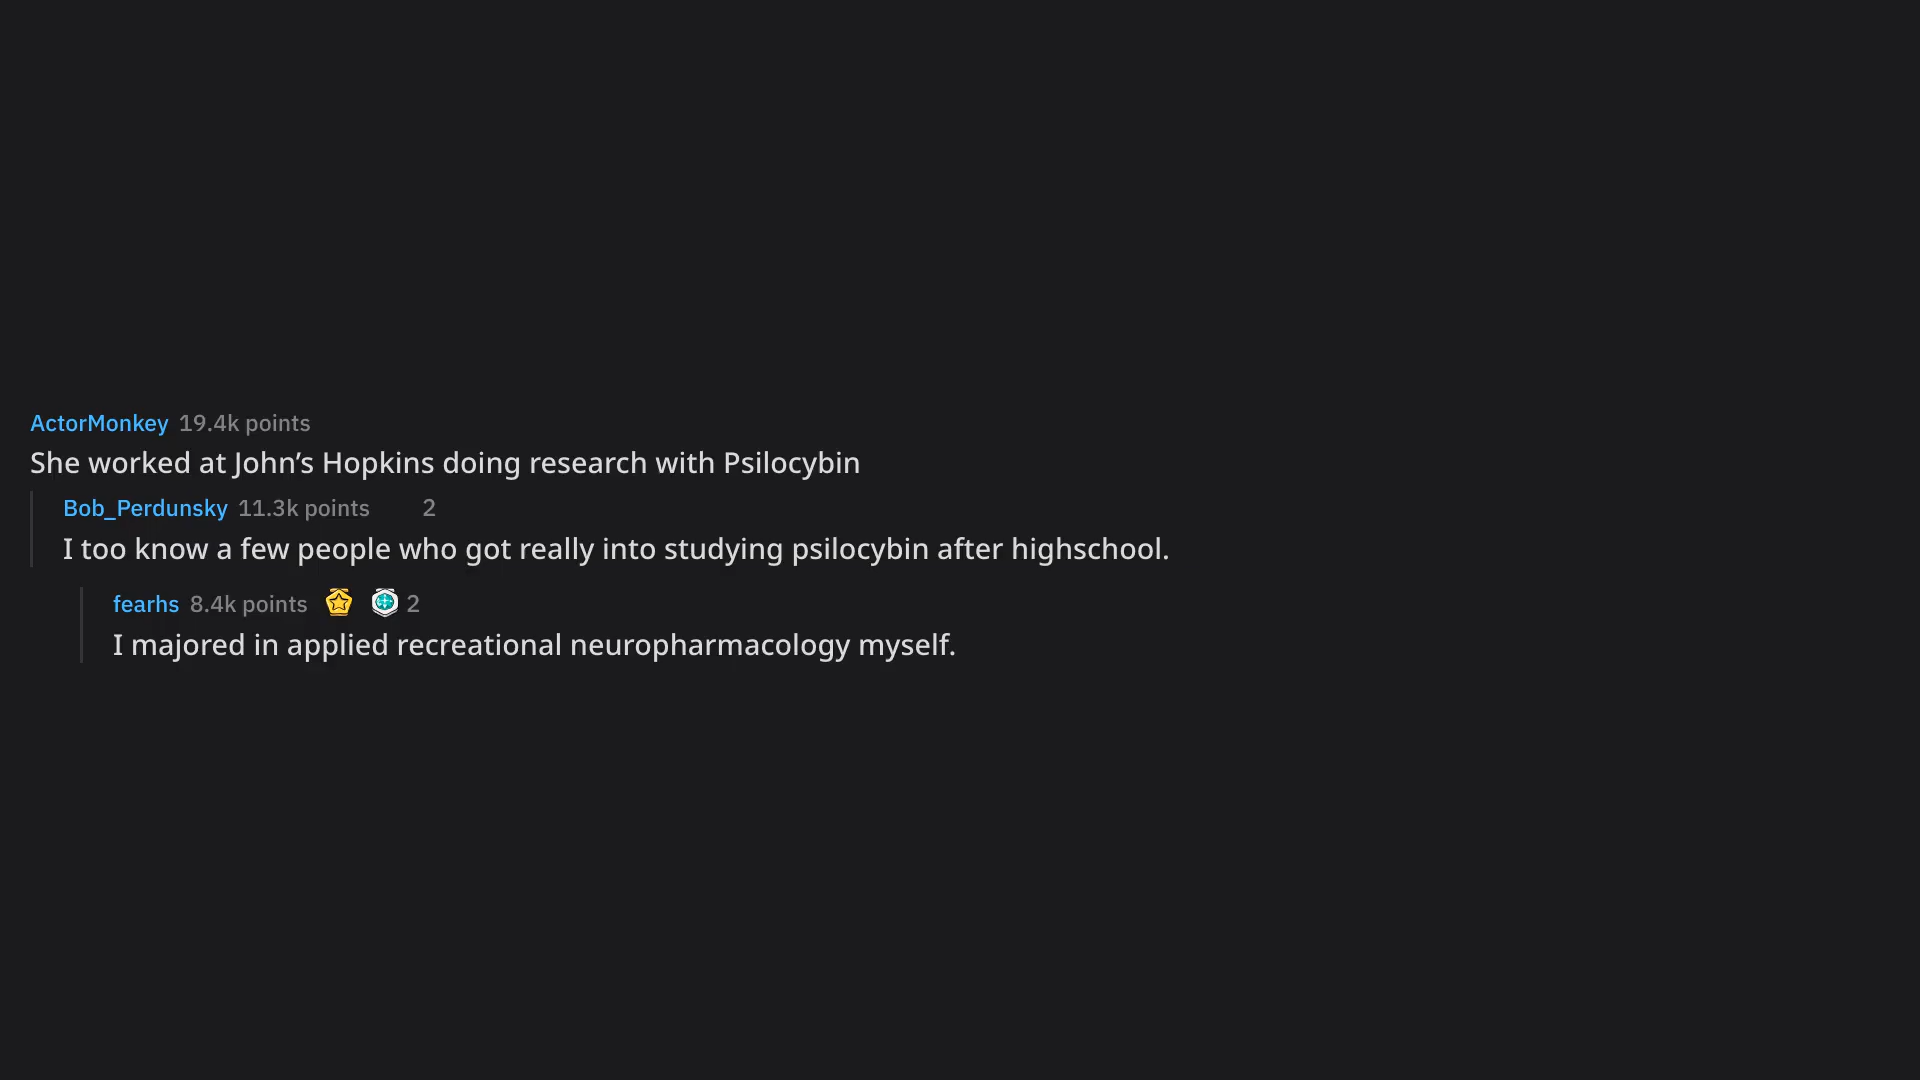 ActorMonkey 19.4k points
She worked at John’s Hopkins doing research with Psilocybin
Bob_Perdunsky 11.3k points 2
I too know a few people who got really into studying psilocybin after highschool.
fearhs 8.4k points 2
I majored in applied recreational neuropharmacology myself.